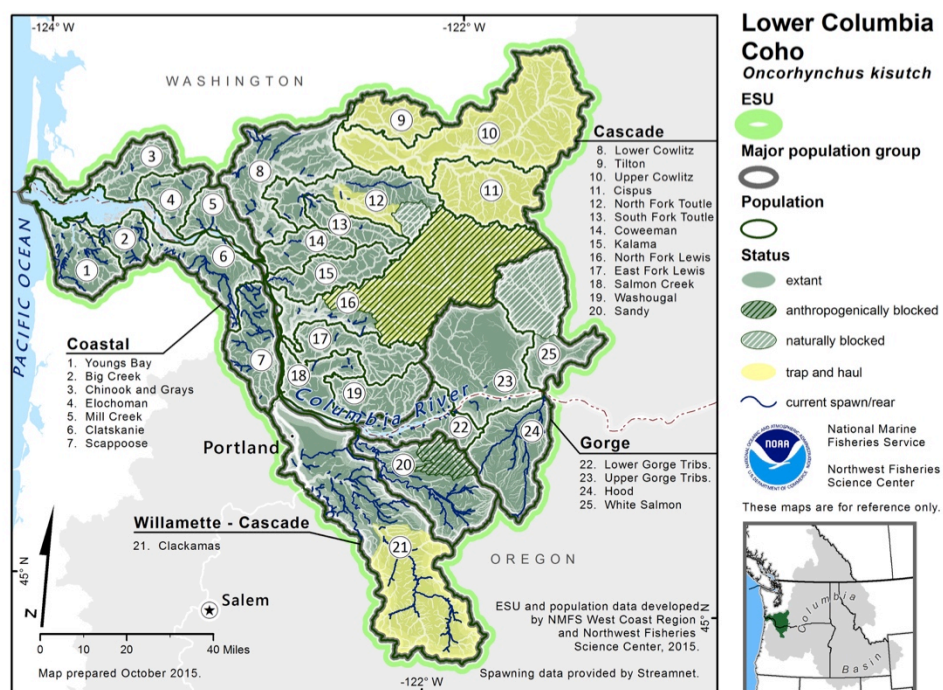 -124° W
-122° W
WASHINGTON
PACIFIC OCEAN
3
4
5
2
1
6
7
8
9
10
11
12
13
14
15
16
17
18
19
20
21
22
23
24
25
Columbia River
Portland
Salem
OREGON
Coastal
1. Youngs Bay
2. Big Creek
3. Chinook and Grays
4. Elochoman
5. Mill Creek
6. Clatskanie
7. Scappoose
Cascade
8. Lower Cowlitz
9. Tilton
10. Upper Cowlitz
11. Cispus
12. North Fork Toutle
13. South Fork Toutle
14. Coweeman
15. Kalama
16. North Fork Lewis
17. East Fork Lewis
18. Salmon Creek
19. Washougal
20. Sandy
Gorge
22. Lower Gorge Tribs.
23. Upper Gorge Tribs.
24. Hood
25. White Salmon
Willamette - Cascade
21. Clackamas
45° N
45° N
-122° W
N
0 20 40 Miles
Map prepared October 2015.
ESU and population data developed
by NMFS West Coast Region
and Northwest Fisheries
Science Center, 2015.
Spawning data provided by Streamnet.
Lower Columbia
Coho
Oncorhynchus kisutch
ESU
Major population group
Population
Status
extant
anthropogenically blocked
naturally blocked
trap and haul
current spawn/rear
NOAA
National Marine
Fisheries Service
Northwest Fisheries
Science Center
These maps are for reference only.
Columbia
Basin